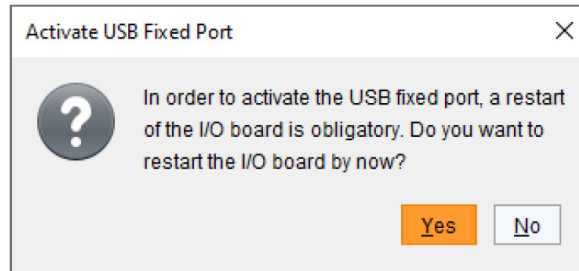 Activate USB Fixed Port
In order to activate the USB fixed port, a restart
of the I/O board is obligatory. Do you want to
restart the I/O board by now?
Yes No